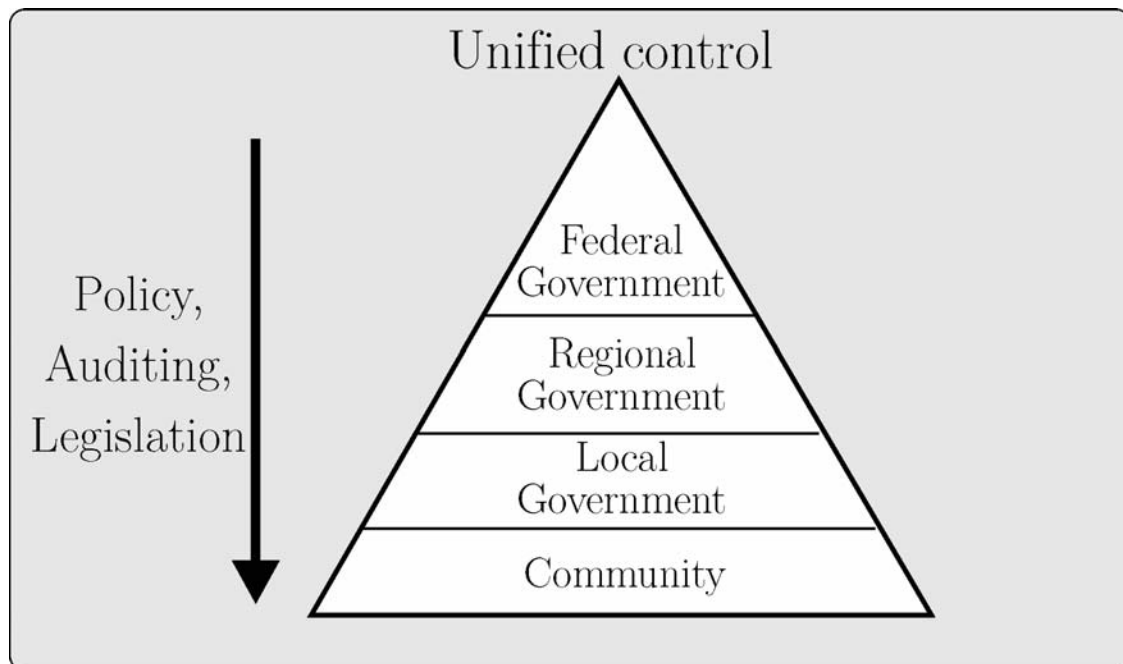 Unified control
Federal
Government
Regional
Government
Local
Government
Community
Policy,
Auditing,
Legislation